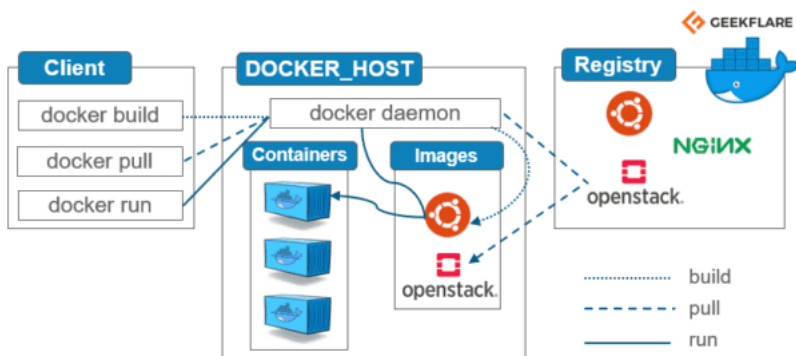 GEEKFLARE
Client
DOCKER_HOST
Registry
docker build
docker pull
docker run
docker daemon
Containers
Images
openstack.
NGiNX
openstack.
build
pull
run